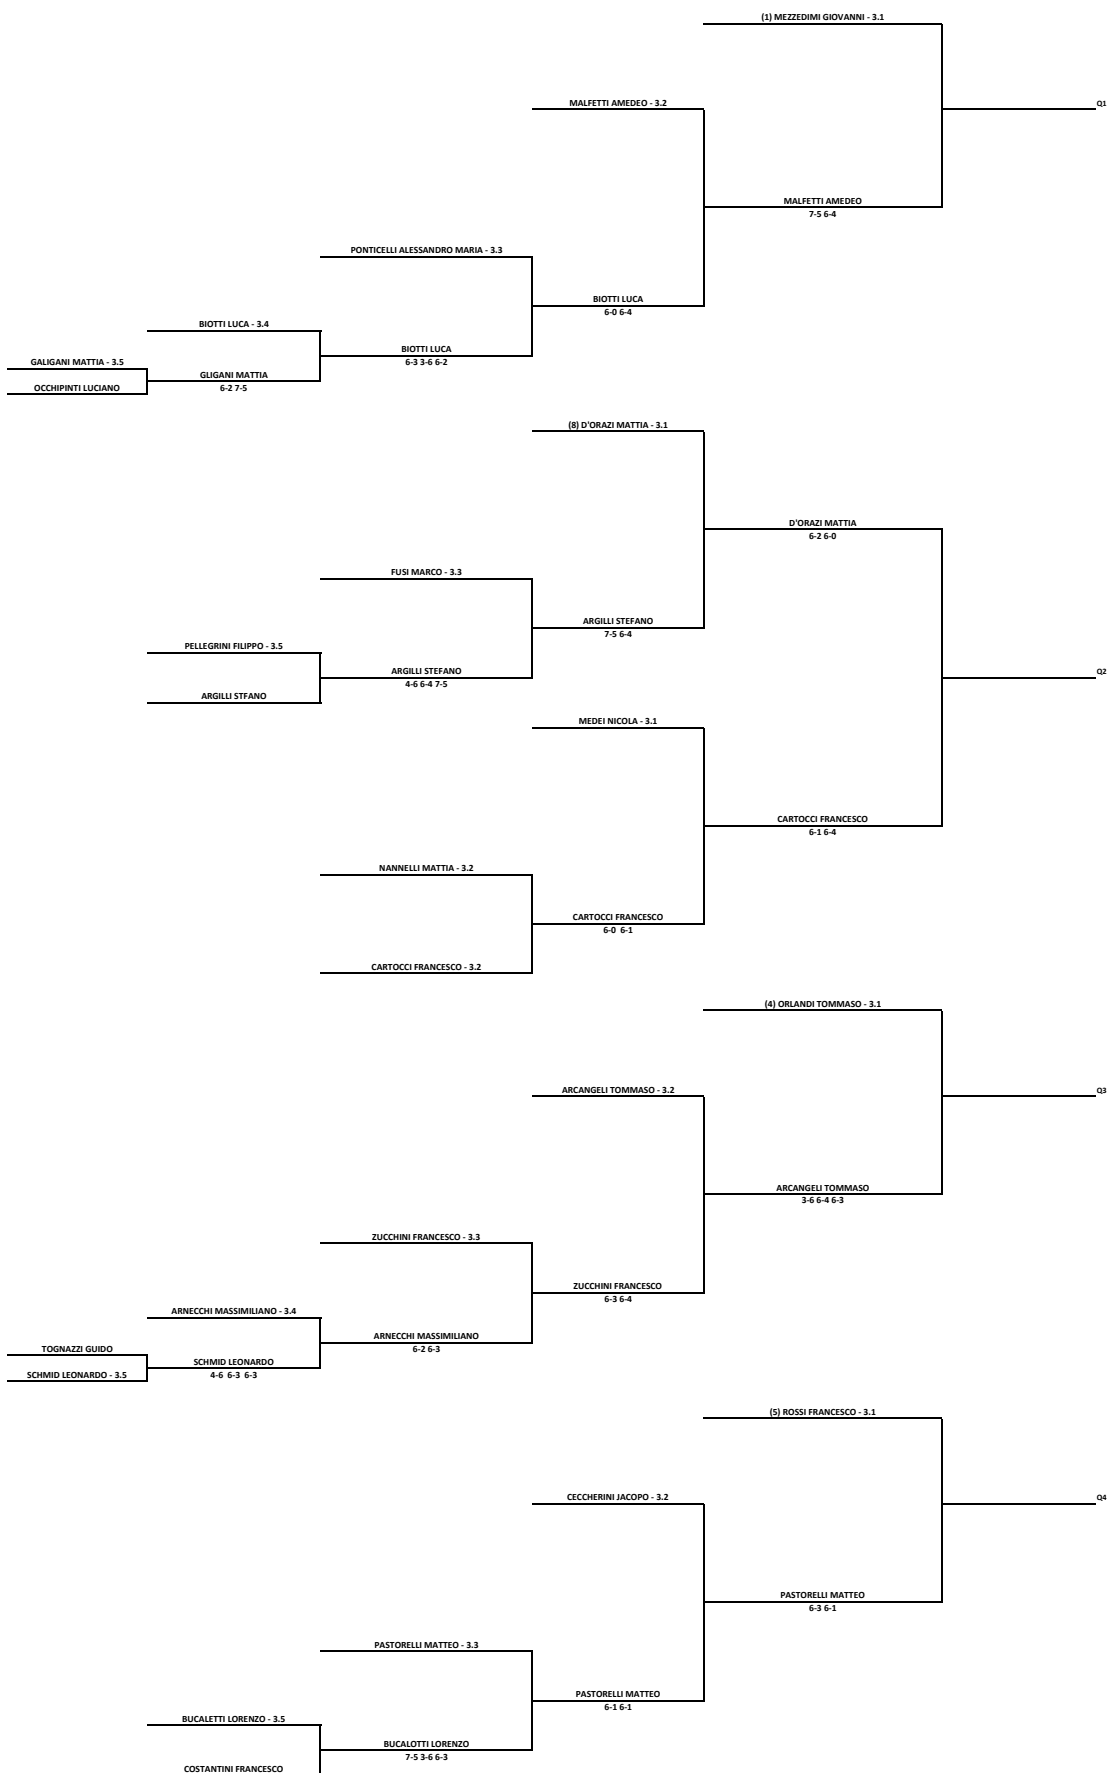 (1) MEZZEDIMI GIOVANNI - 3.1
MALFETTI AMEDEO - 3.2
Q1
MALFETTI AMEDEO
7-5 6-4
PONTICELLI ALESSANDRO MARIA - 3.3
BIOTTI LUCA
6-0 6-4
BIOTTI LUCA - 3.4
BIOTTI LUCA
6-3 3-6 6-2
GALIGANI MATTIA - 3.5
GLIGANI MATTIA
6-2 7-5
OCCHIPINTI LUCIANO
(8) D'ORAZI MATTIA - 3.1
D'ORAZI MATTIA
6-2 6-0
FUSI MARCO - 3.3
ARGILLI STEFANO
7-5 6-4
PELLEGRINI FILIPPO - 3.5
ARGILLI STEFANO
4-6 6-4 7-5
Q2
ARGILLI STFANO
MEDEI NICOLA - 3.1
CARTOCCI FRANCESCO
6-1 6-4
NANNELLI MATTIA - 3.2
CARTOCCI FRANCESCO
6-0 6-1
CARTOCCI FRANCESCO - 3.2
(4) ORLANDI TOMMASO - 3.1
ARCANGELI TOMMASO - 3.2
Q3
ARCANGELI TOMMASO
3-6 6-4 6-3
ZUCCHINI FRANCESCO - 3.3
ZUCCHINI FRANCESCO
6-3 6-4
ARNECCHI MASSIMILIANO - 3.4
ARNECCHI MASSIMILIANO
6-2 6-3
TOGNAZZI GUIDO
SCHMID LEONARDO
4-6 6-3 6-3
SCHMID LEONARDO - 3.5
(5) ROSSI FRANCESCO - 3.1
CECCHERINI JACOPO - 3.2
Q4
PASTORELLI MATTEO
6-3 6-1
PASTORELLI MATTEO - 3.3
PASTORELLI MATTEO
6-1 6-1
BUCALETTI LORENZO - 3.5
BUCALOTTI LORENZO
7-5 3-6 6-3
COSTANTINI FRANCESCO